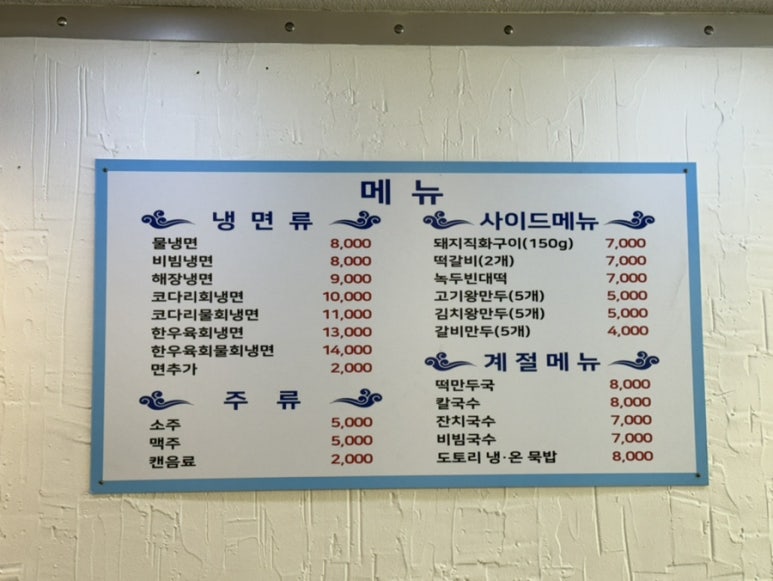 메 뉴
냉 면 류
물냉면 8,000
비빔냉면 8,000
해장냉면 9,000
코다리회냉면 10,000
코다리물회냉면 11,000
한우육회냉면 13,000
한우육회물회냉면 14,000
면추가 2,000
주 류
소주 5,000
맥주 5,000
캔음료 2,000
사이드메뉴
돼지직화구이(150g) 7,000
떡갈비(2개) 7,000
녹두빈대떡 7,000
고기왕만두(5개) 5,000
김치왕만두(5개) 5,000
갈비만두(5개) 4,000
계 절 메 뉴
떡만두국 8,000
칼국수 8,000
잔치국수 7,000
비빔국수 7,000
도토리 냉·온 묵밥 8,000